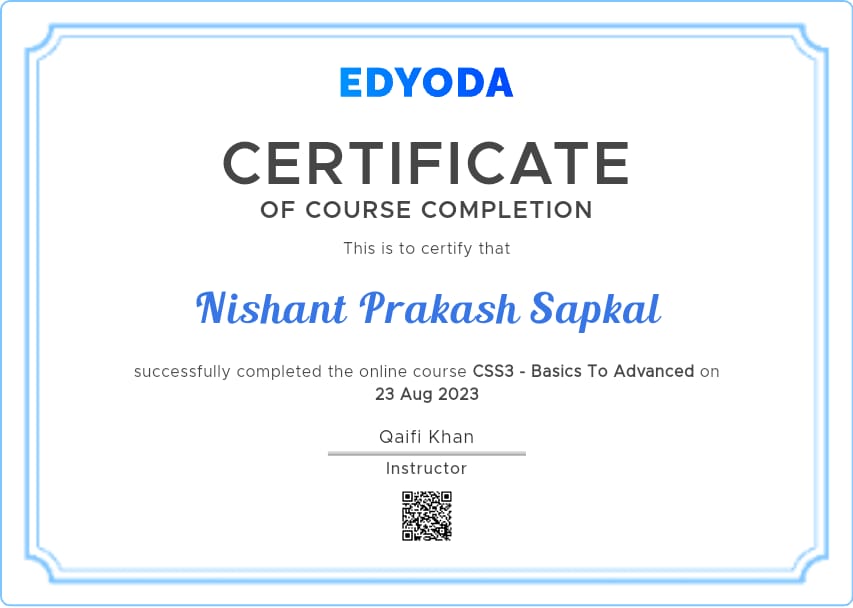 EDYODA
CERTIFICATE
OF COURSE COMPLETION
This is to certify that
Nishant Prakash Sapkal
successfully completed the online course CSS3 - Basics To Advanced on
23 Aug 2023
Qaifi Khan
Instructor